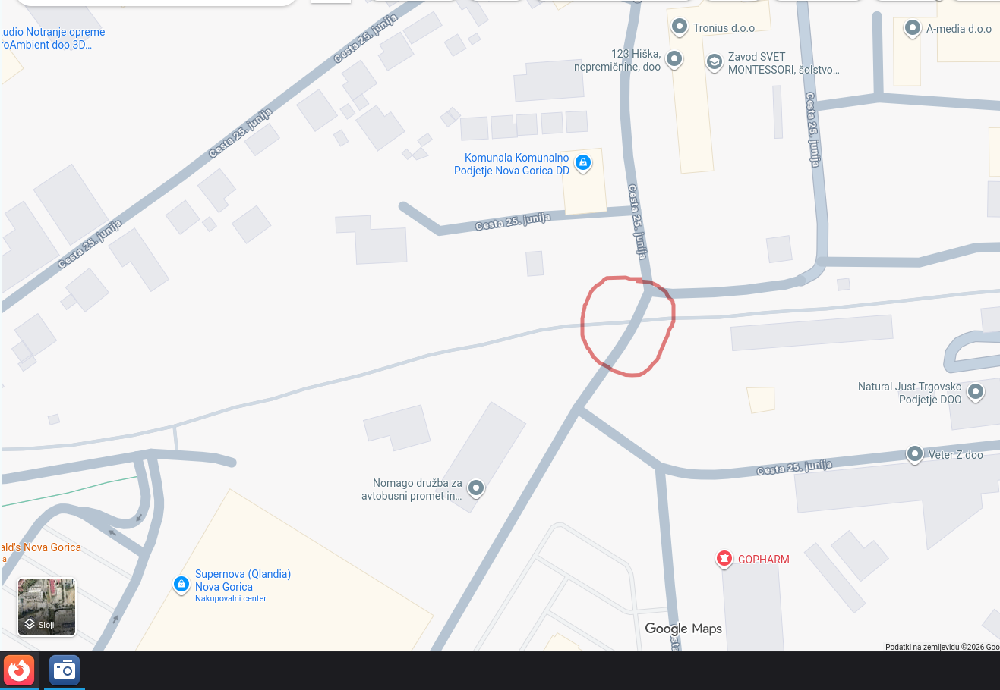 tudio Notranje opreme
roAmbient doo 3D...
Cesta 25. junija
Tronius d.o.o
A-media d.o.o
123 Hiška,
nepremičnine, doo
Zavod SVET
MONTESSORI, šolstvo...
Cesta 25. junija
Cesta 25. junija
Komunala Komunalno
Podjetje Nova Gorica DD
Cesta 25. junija
Cesta 25. junija
Cesta 25. junija
Natural Just Trgovsko
Podjetje DOO
Veter Z doo
Cesta 25. junija
Nomago družba za
avtobusni promet in...
ald's Nova Gorica
a
GOPHARM
Supernova (Qlandia)
Nova Gorica
Nakupovalni center
Sloji
Google Maps
sta
Podatki na zemljevidu ©2026 Goo